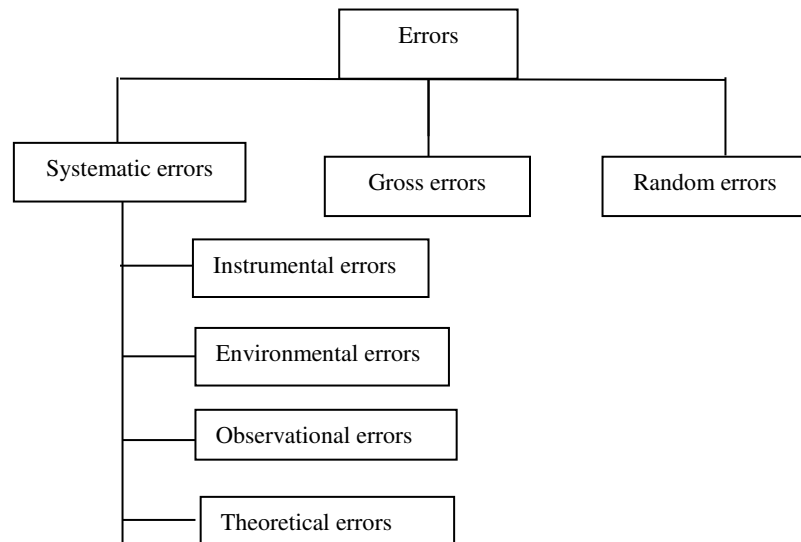 Errors
Systematic errors
Gross errors
Random errors
Instrumental errors
Environmental errors
Observational errors
Theoretical errors